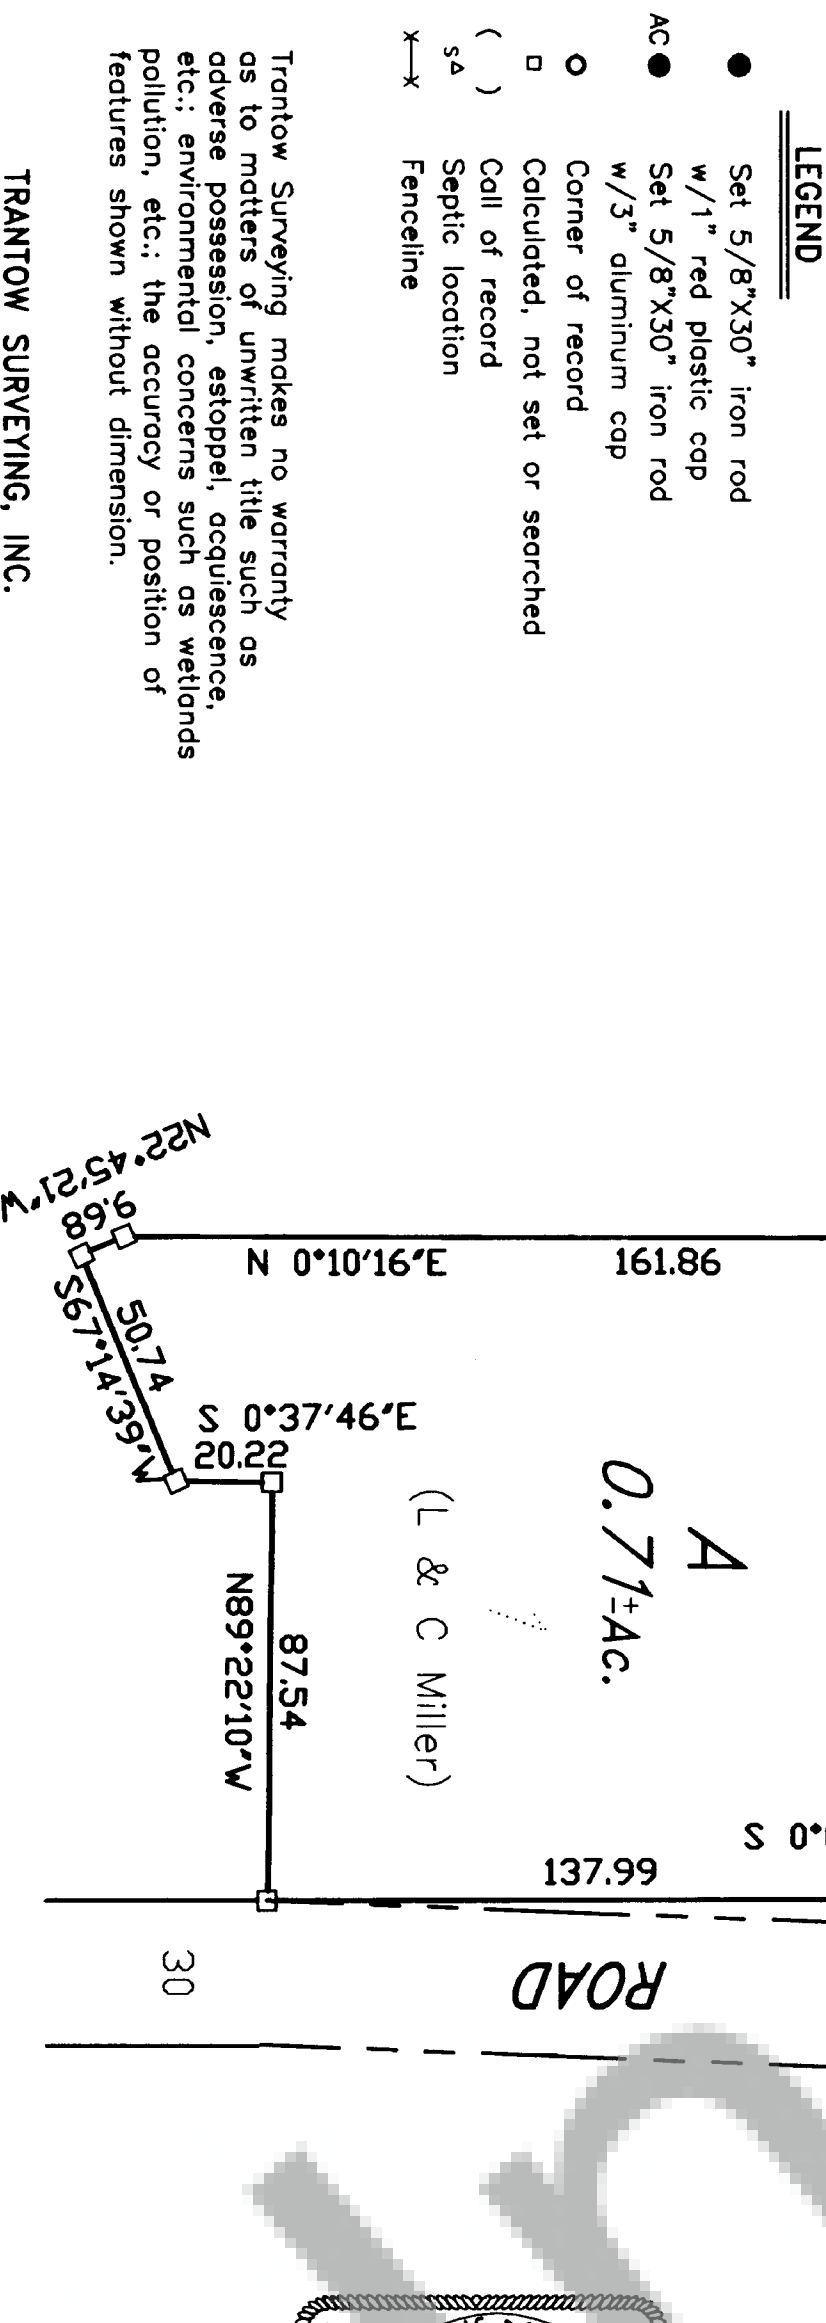 LEGEND
Set 5/8"X30" iron rod
w/1" red plastic cap
AC Set 5/8"X30" iron rod
w/3" aluminum cap
Corner of record
Calculated, not set or searched
( ) Call of record
S Septic location
x x Fenceline
Trantow Surveying makes no warranty
as to matters of unwritten title such as
adverse possession, estoppel, acquiescence,
etc.; environmental concerns such as wetlands
pollution, etc.; the accuracy or position of
features shown without dimension.
TRANTOW SURVEYING, INC.
N22°45'21"W
9.68
N 0°10'16"E
161.86
50.74
S67°14'39"W
S 0°37'46"E
20.22
A
0.71±Ac.
(L & C Miller)
87.54
N89°22'10"W
S 0°
137.99
ROAD
30